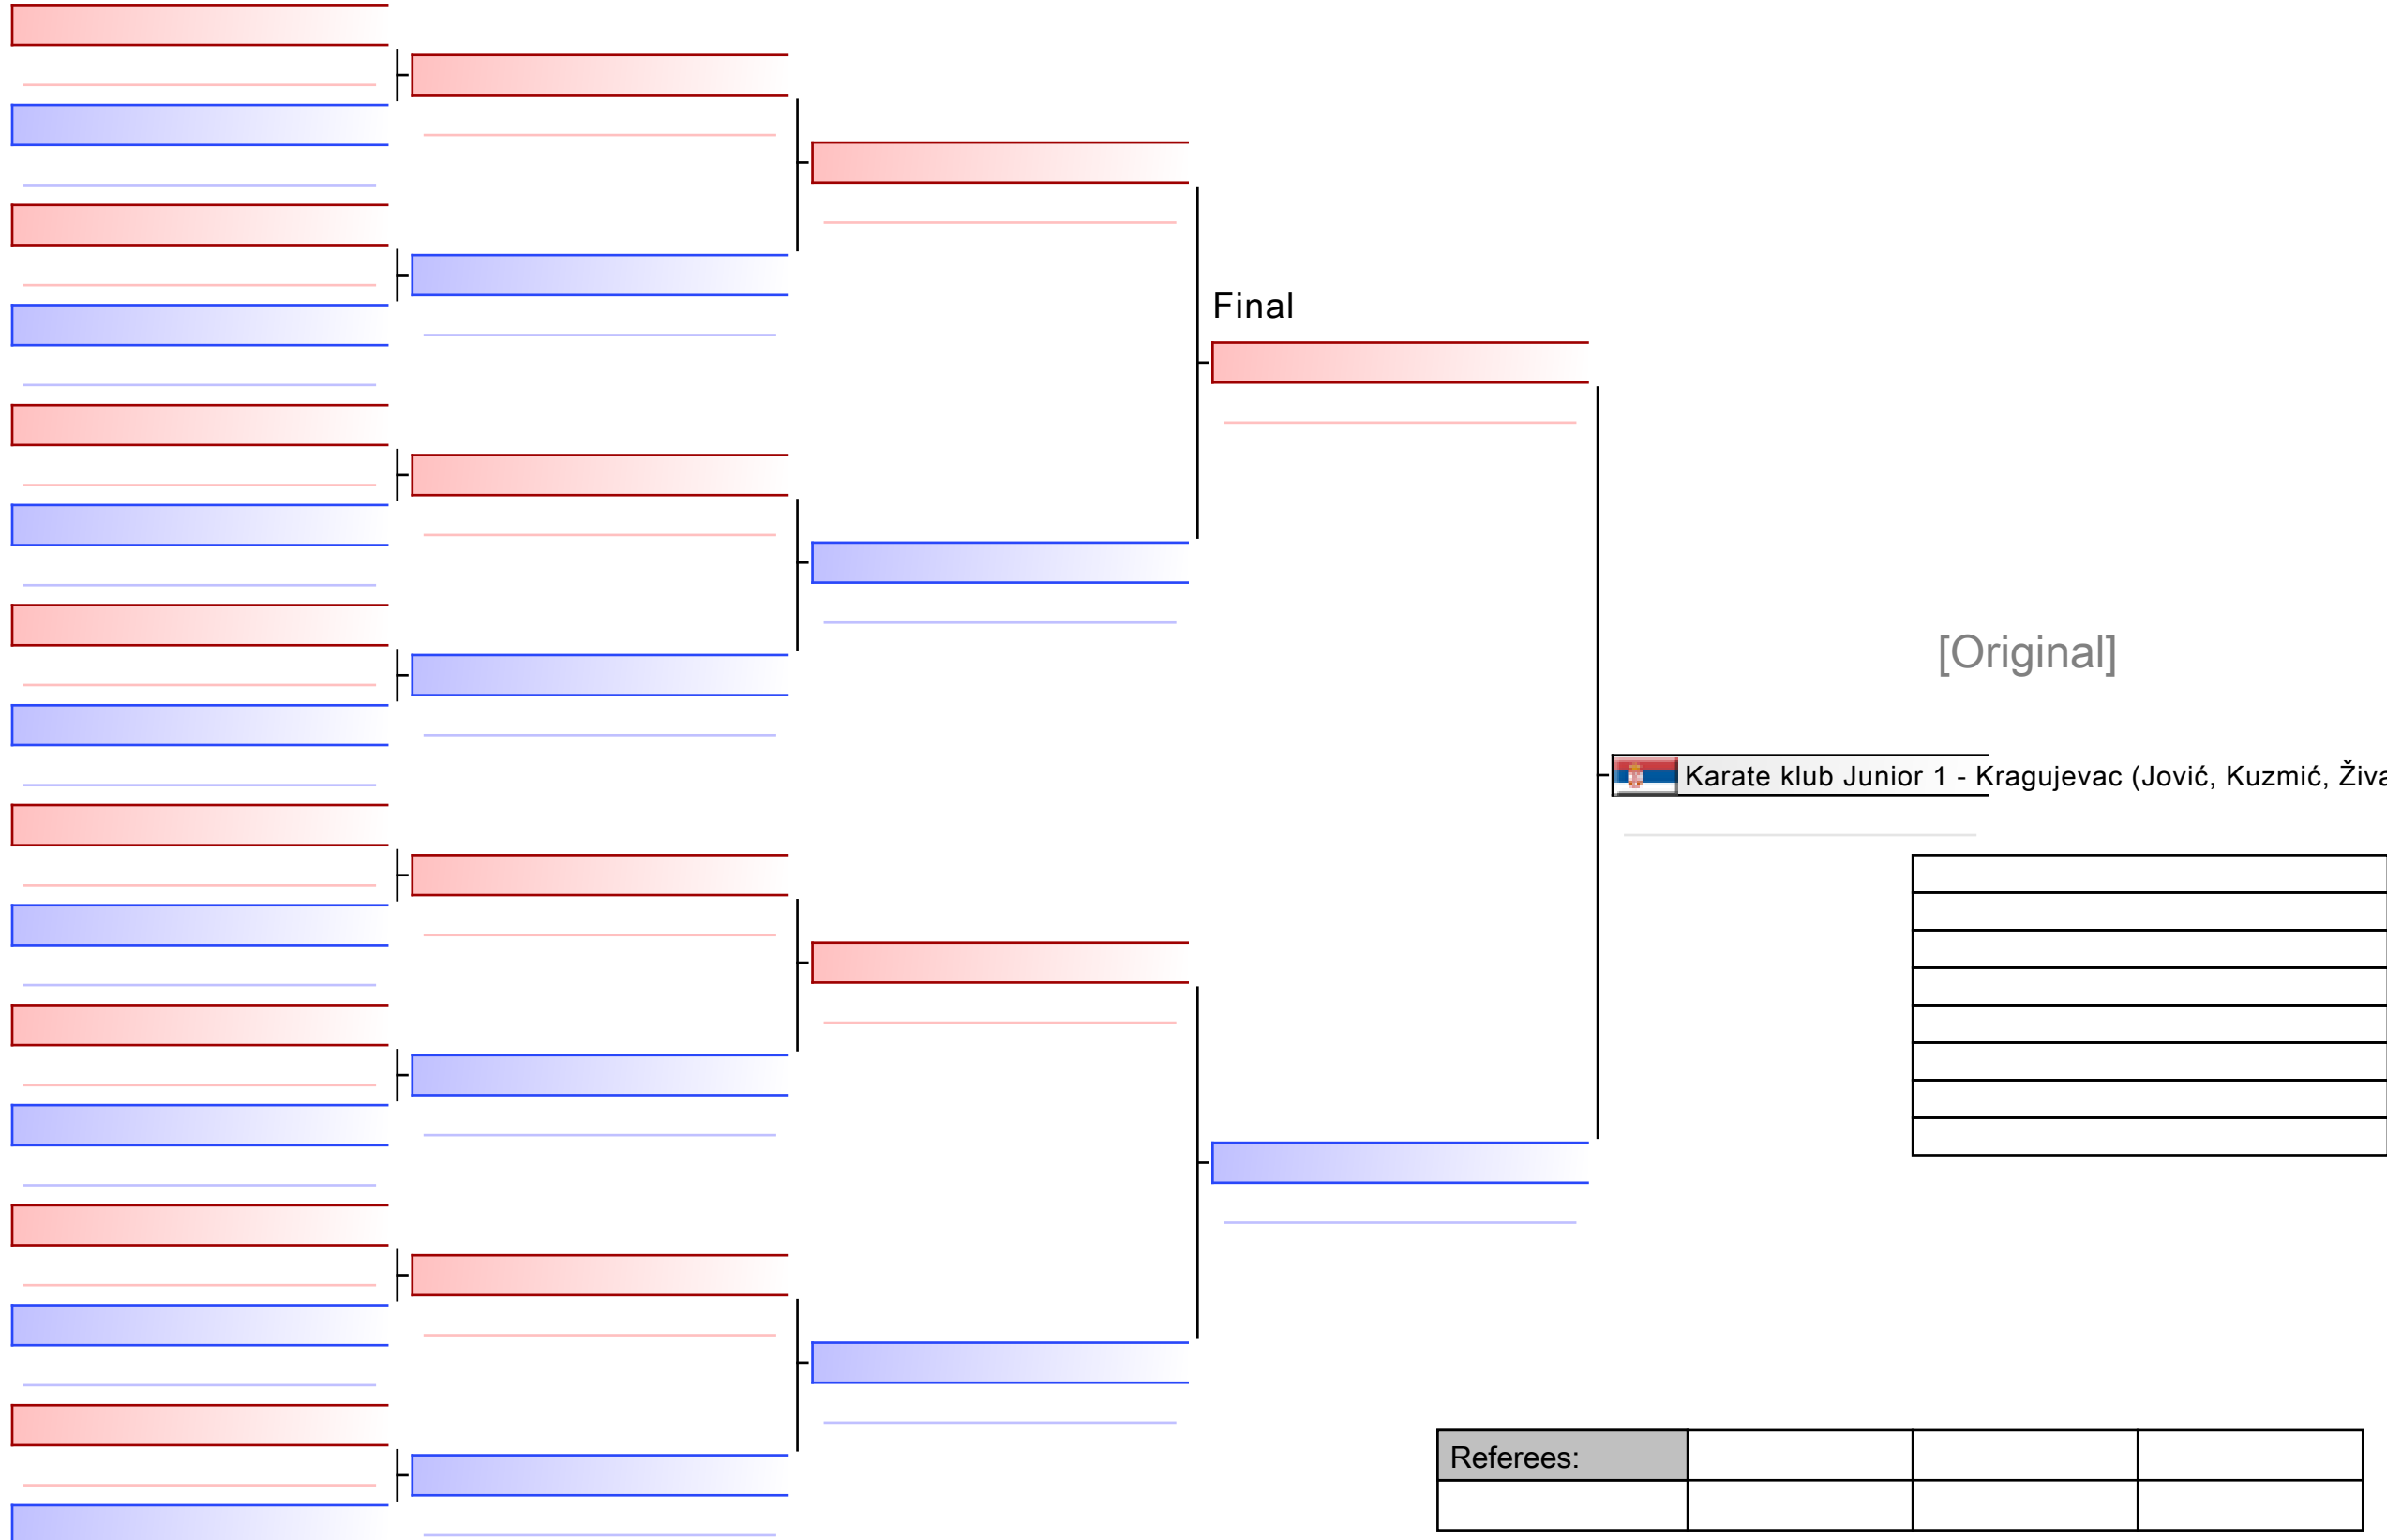 Final
[Original]
Karate klub Junior 1 - Kragujevac (Jović, Kuzmić,
Referees: